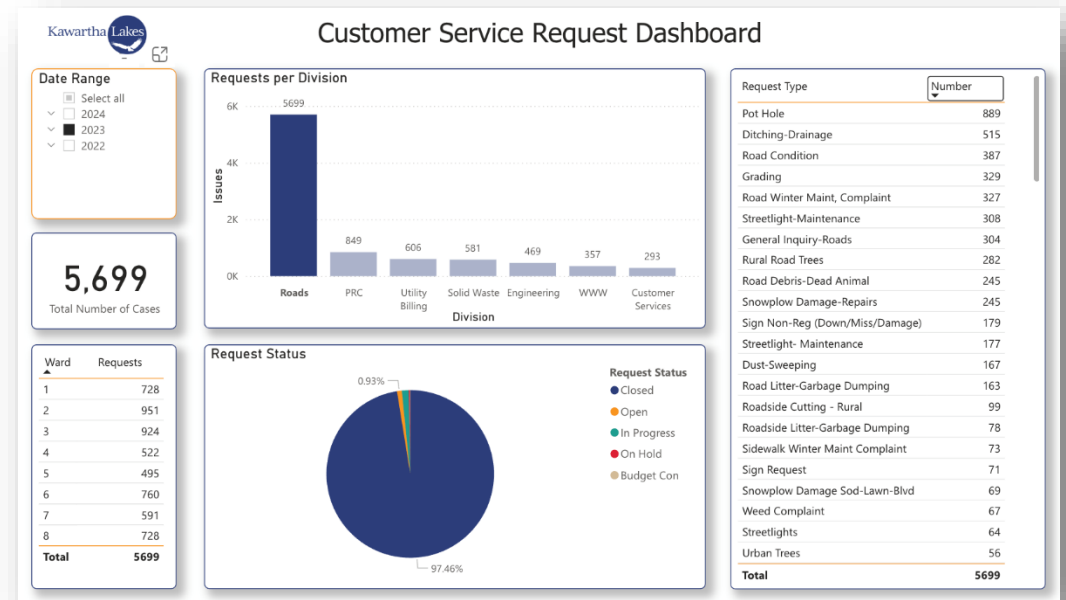 Kawartha Lakes
Customer Service Request Dashboard
Date Range
Select all
2024
2023
2022
5,699
Total Number of Cases
Ward Requests
1 728
2 951
3 924
4 522
5 495
6 760
7 591
8 728
Total 5699
Requests per Division
6K
4K
2K
0K
Issues
5699
849
606
581
469
357
293
Roads
PRC
Utility
Billing
Solid Waste
Engineering
WWW
Customer
Services
Division
Request Status
0.93%
97.46%
Request Status
Closed
Open
In Progress
On Hold
Budget Con
Request Type Number
Pot Hole 889
Ditching-Drainage 515
Road Condition 387
Grading 329
Road Winter Maint, Complaint 327
Streetlight-Maintenance 308
General Inquiry-Roads 304
Rural Road Trees 282
Road Debris-Dead Animal 245
Snowplow Damage-Repairs 245
Sign Non-Reg (Down/Miss/Damage) 179
Streetlight- Maintenance 177
Dust-Sweeping 167
Road Litter-Garbage Dumping 163
Roadside Cutting - Rural 99
Roadside Litter-Garbage Dumping 78
Sidewalk Winter Maint Complaint 73
Sign Request 71
Snowplow Damage Sod-Lawn-Blvd 69
Weed Complaint 67
Streetlights 64
Urban Trees 56
Total 5699